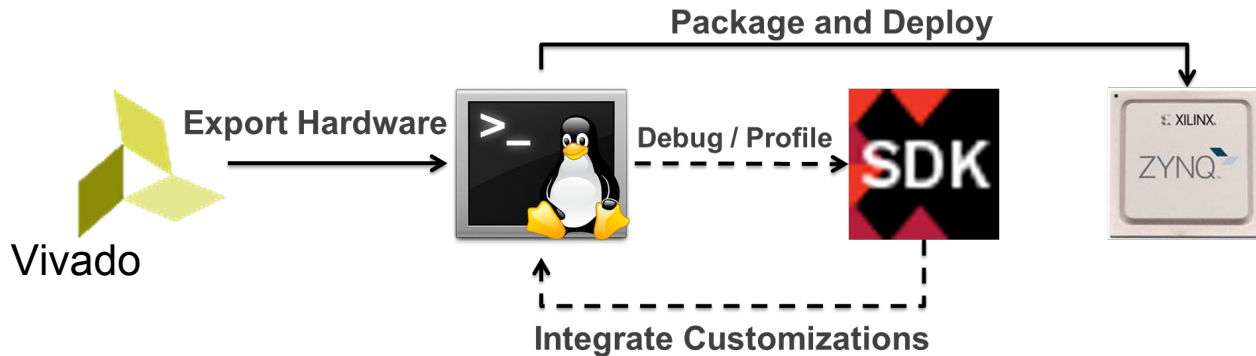 Package and Deploy
Export Hardware
>_
Debug / Profile
SDK
XILINX
ZYNQ
Vivado
Integrate Customizations